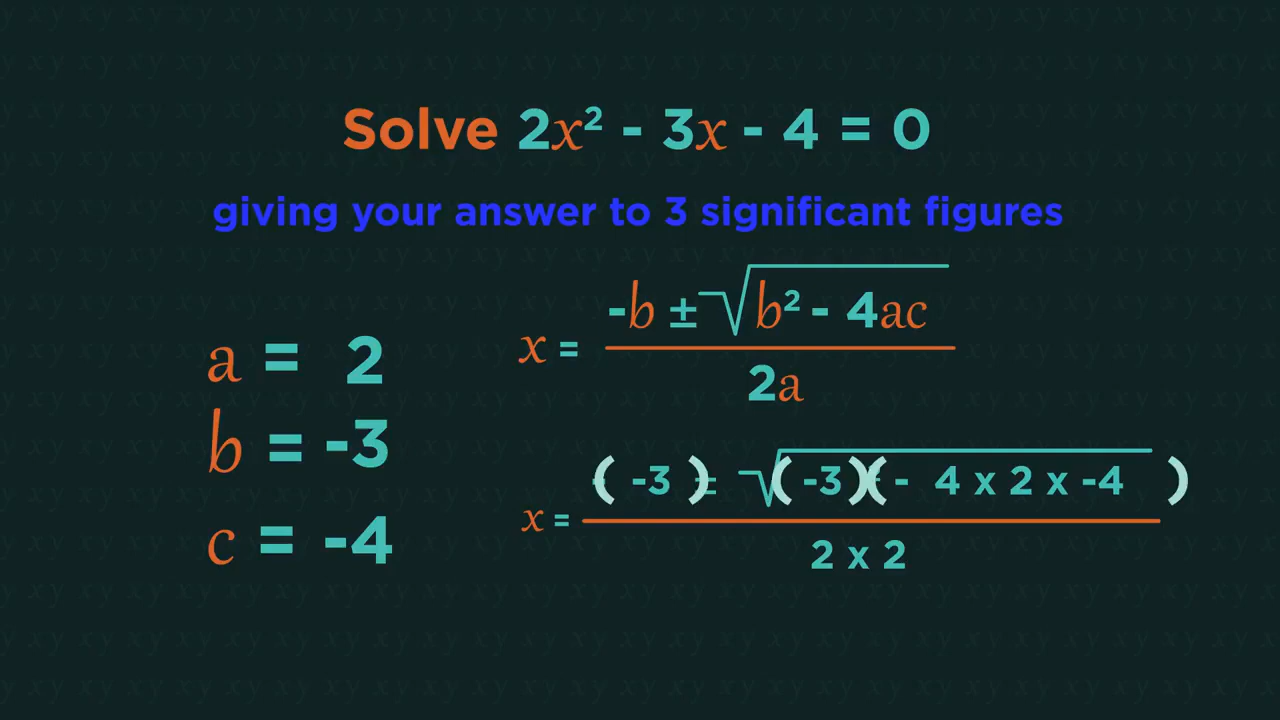 Solve 2x² - 3x - 4 = 0
giving your answer to 3 significant figures
a = 2
b = -3
c = -4
x = -b ± √b² - 4ac
2a
x = ( -3 ) ± √( -3 )( - 4 x 2 x -4 )
2 x 2